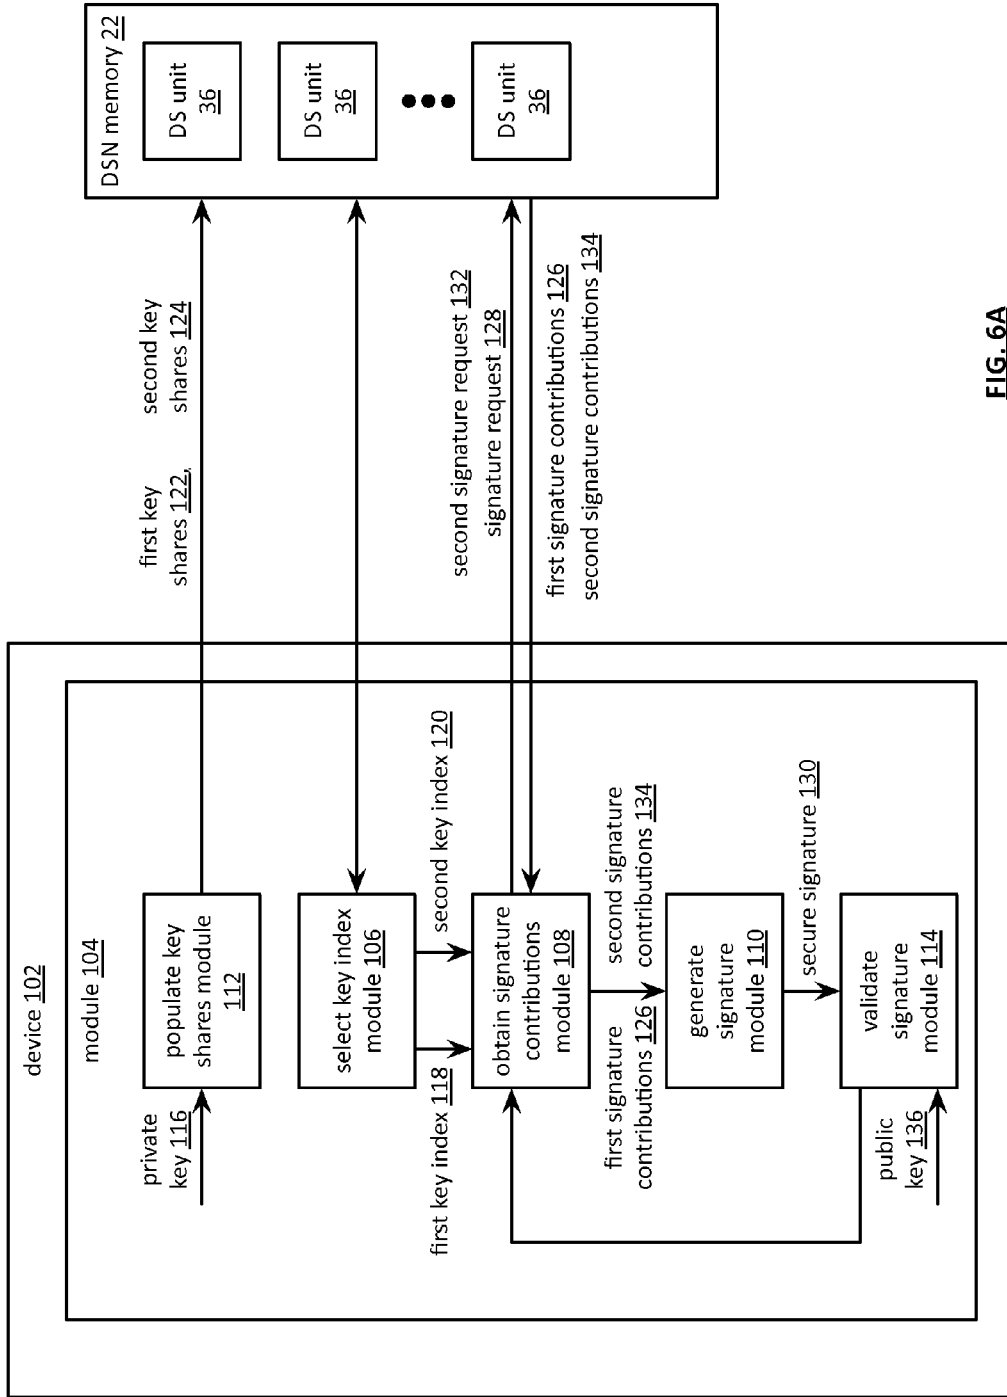 device 102
module 104
private
key 116
populate key
shares module
112
first key
shares 122,
second key
shares 124
DSN memory 22
DS unit
36
DS unit
36
DS unit
36
select key index
module 106
first key index 118
second key index 120
obtain signature
contributions
module 108
second signature request 132
signature request 128
first signature contributions 126
second signature contributions 134
first signature
contributions 126
second signature
contributions 134
generate
signature
module 110
secure signature 130
public
key 136
validate
signature
module 114
FIG. 6A